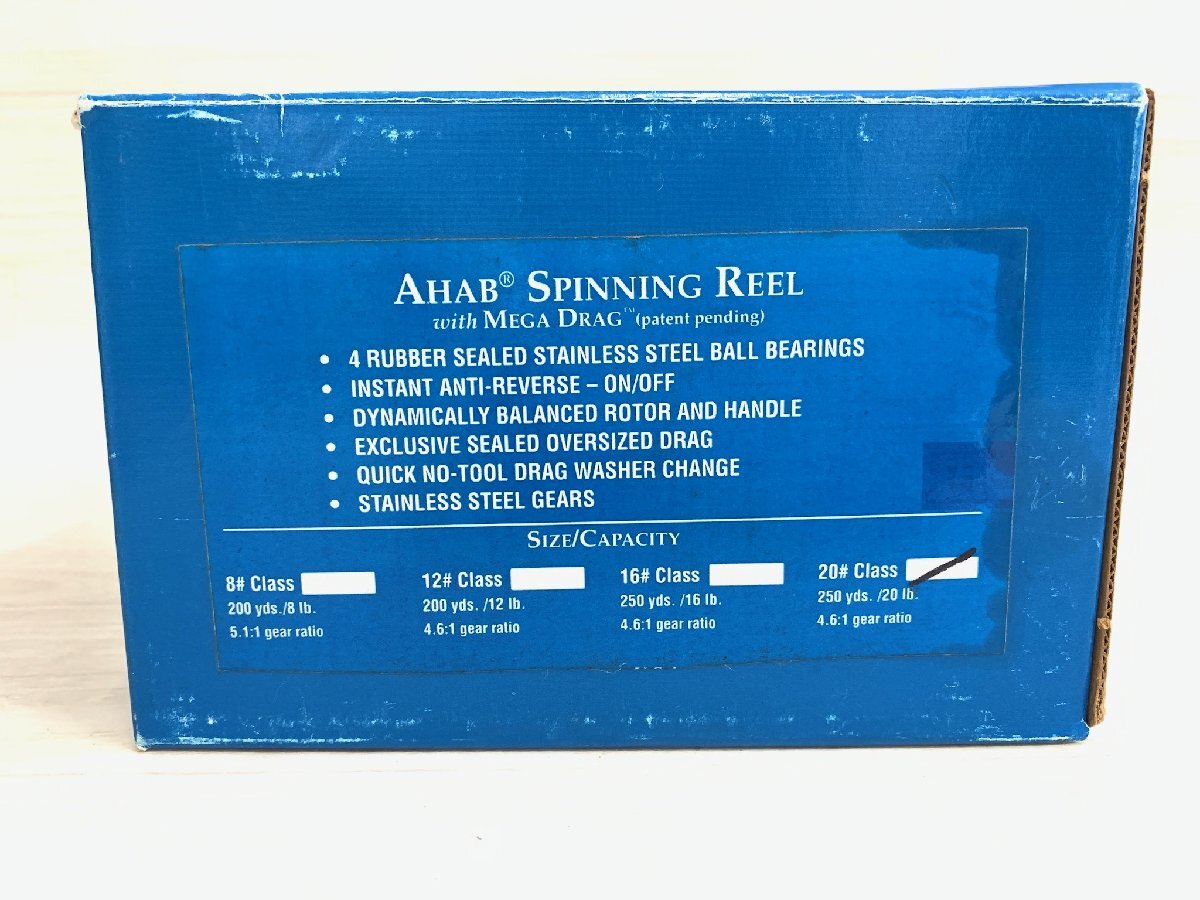 AHAB® SPINNING REEL
with MEGA DRAG™ (patent pending)
• 4 RUBBER SEALED STAINLESS STEEL BALL BEARINGS
• INSTANT ANTI-REVERSE – ON/OFF
• DYNAMICALLY BALANCED ROTOR AND HANDLE
• EXCLUSIVE SEALED OVERSIZED DRAG
• QUICK NO-TOOL DRAG WASHER CHANGE
• STAINLESS STEEL GEARS
SIZE/CAPACITY
8# Class 12# Class 16# Class 20# Class
200 yds./8 lb. 200 yds. /12 lb. 250 yds. /16 lb. 250 yds. /20 lb.
5.1:1 gear ratio 4.6:1 gear ratio 4.6:1 gear ratio 4.6:1 gear ratio